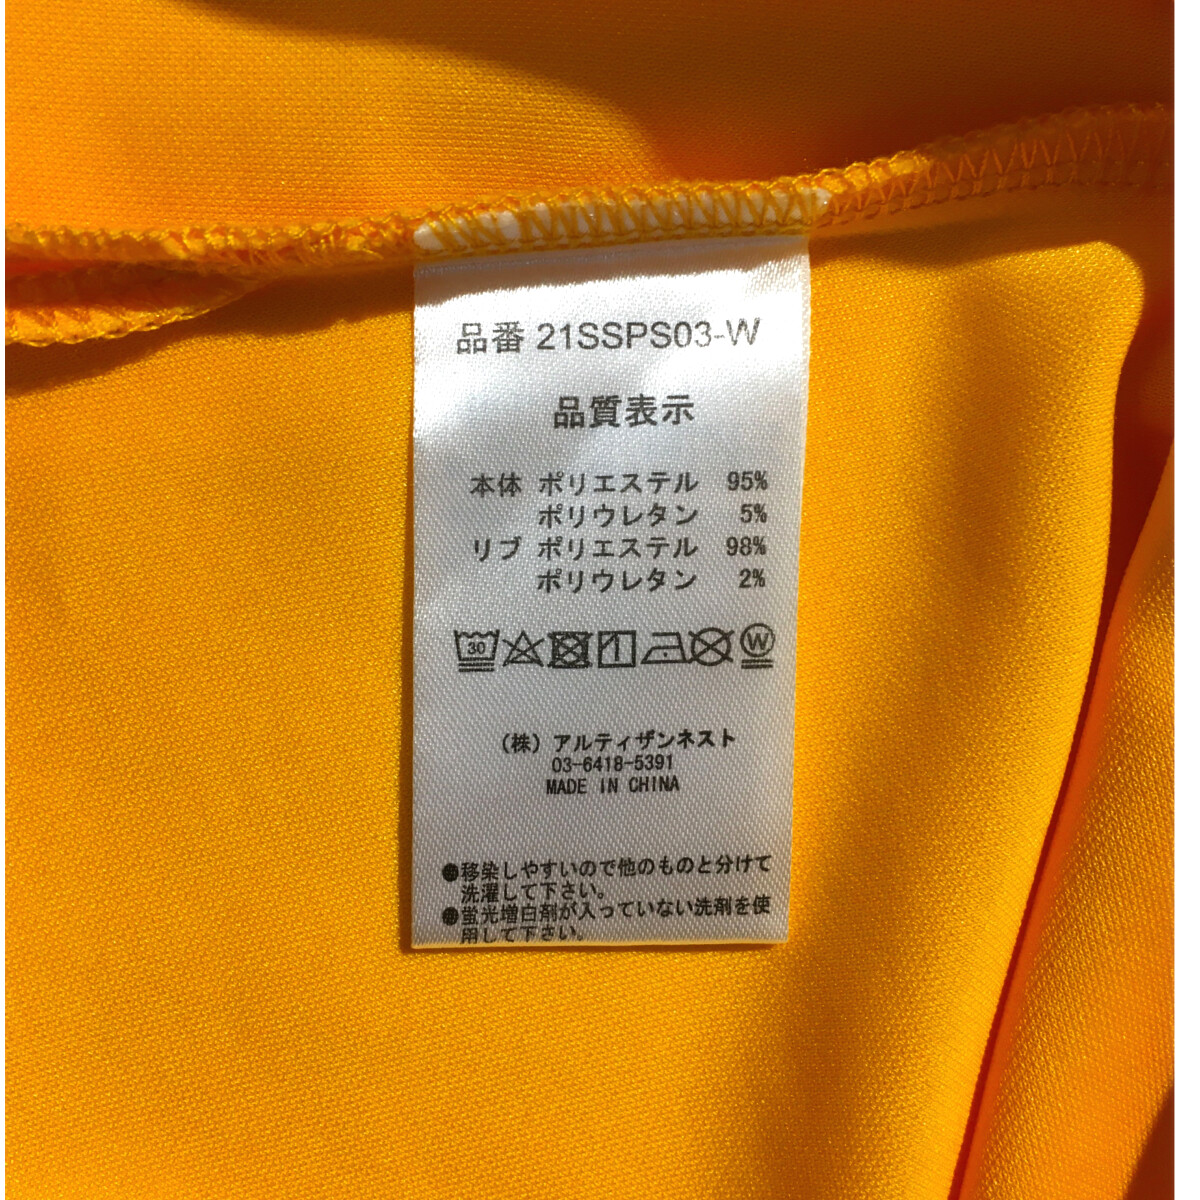 品番 21SSPS03-W
品質表示
本体 ポリエステル 95%
ポリウレタン 5%
リブ ポリエステル 98%
ポリウレタン 2%
30 W
(株) アルティザンネスト
03-6418-5391
MADE IN CHINA
●移染しやすいので他のものと分けて
洗濯して下さい。
●蛍光増白剤が入っていない洗剤を使
用して下さい。